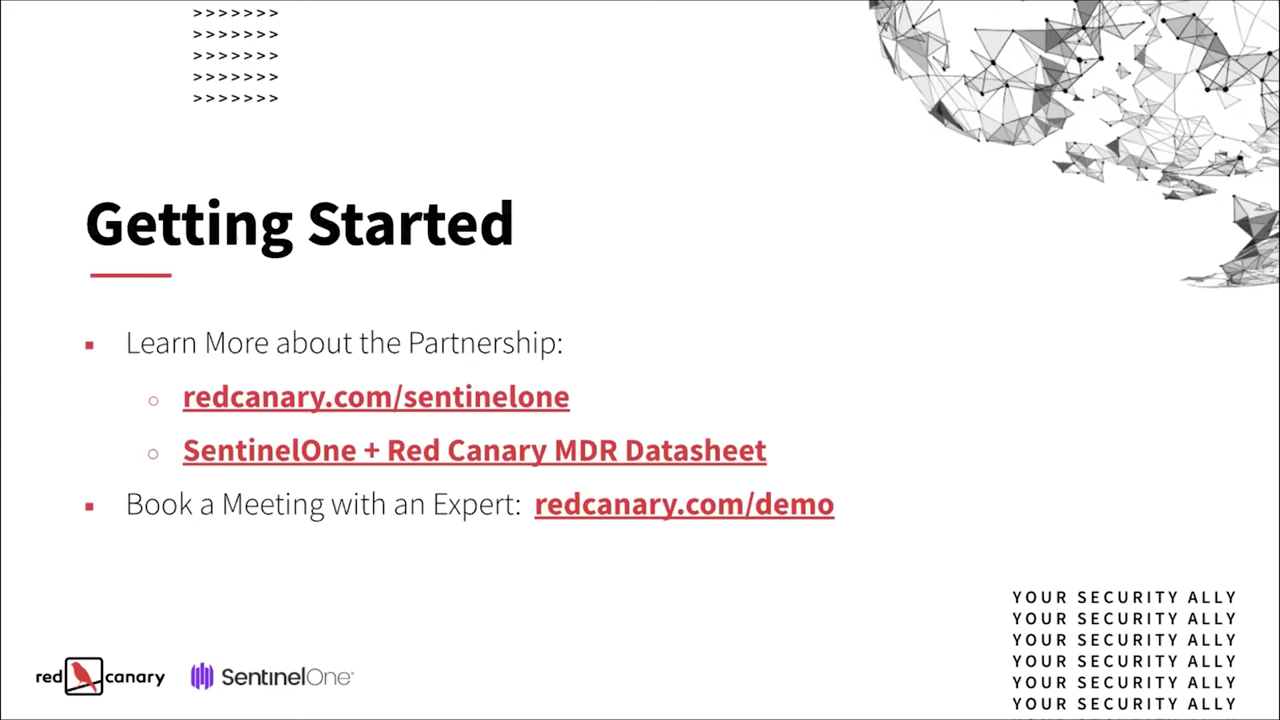 >>>>>>>
>>>>>>>
>>>>>>>
>>>>>>>
>>>>>>>
Getting Started
Learn More about the Partnership:
redcanary.com/sentinelone
SentinelOne + Red Canary MDR Datasheet
Book a Meeting with an Expert: redcanary.com/demo
YOUR SECURITY ALLY
YOUR SECURITY ALLY
YOUR SECURITY ALLY
YOUR SECURITY ALLY
YOUR SECURITY ALLY
YOUR SECURITY ALLY
red canary
SentinelOne